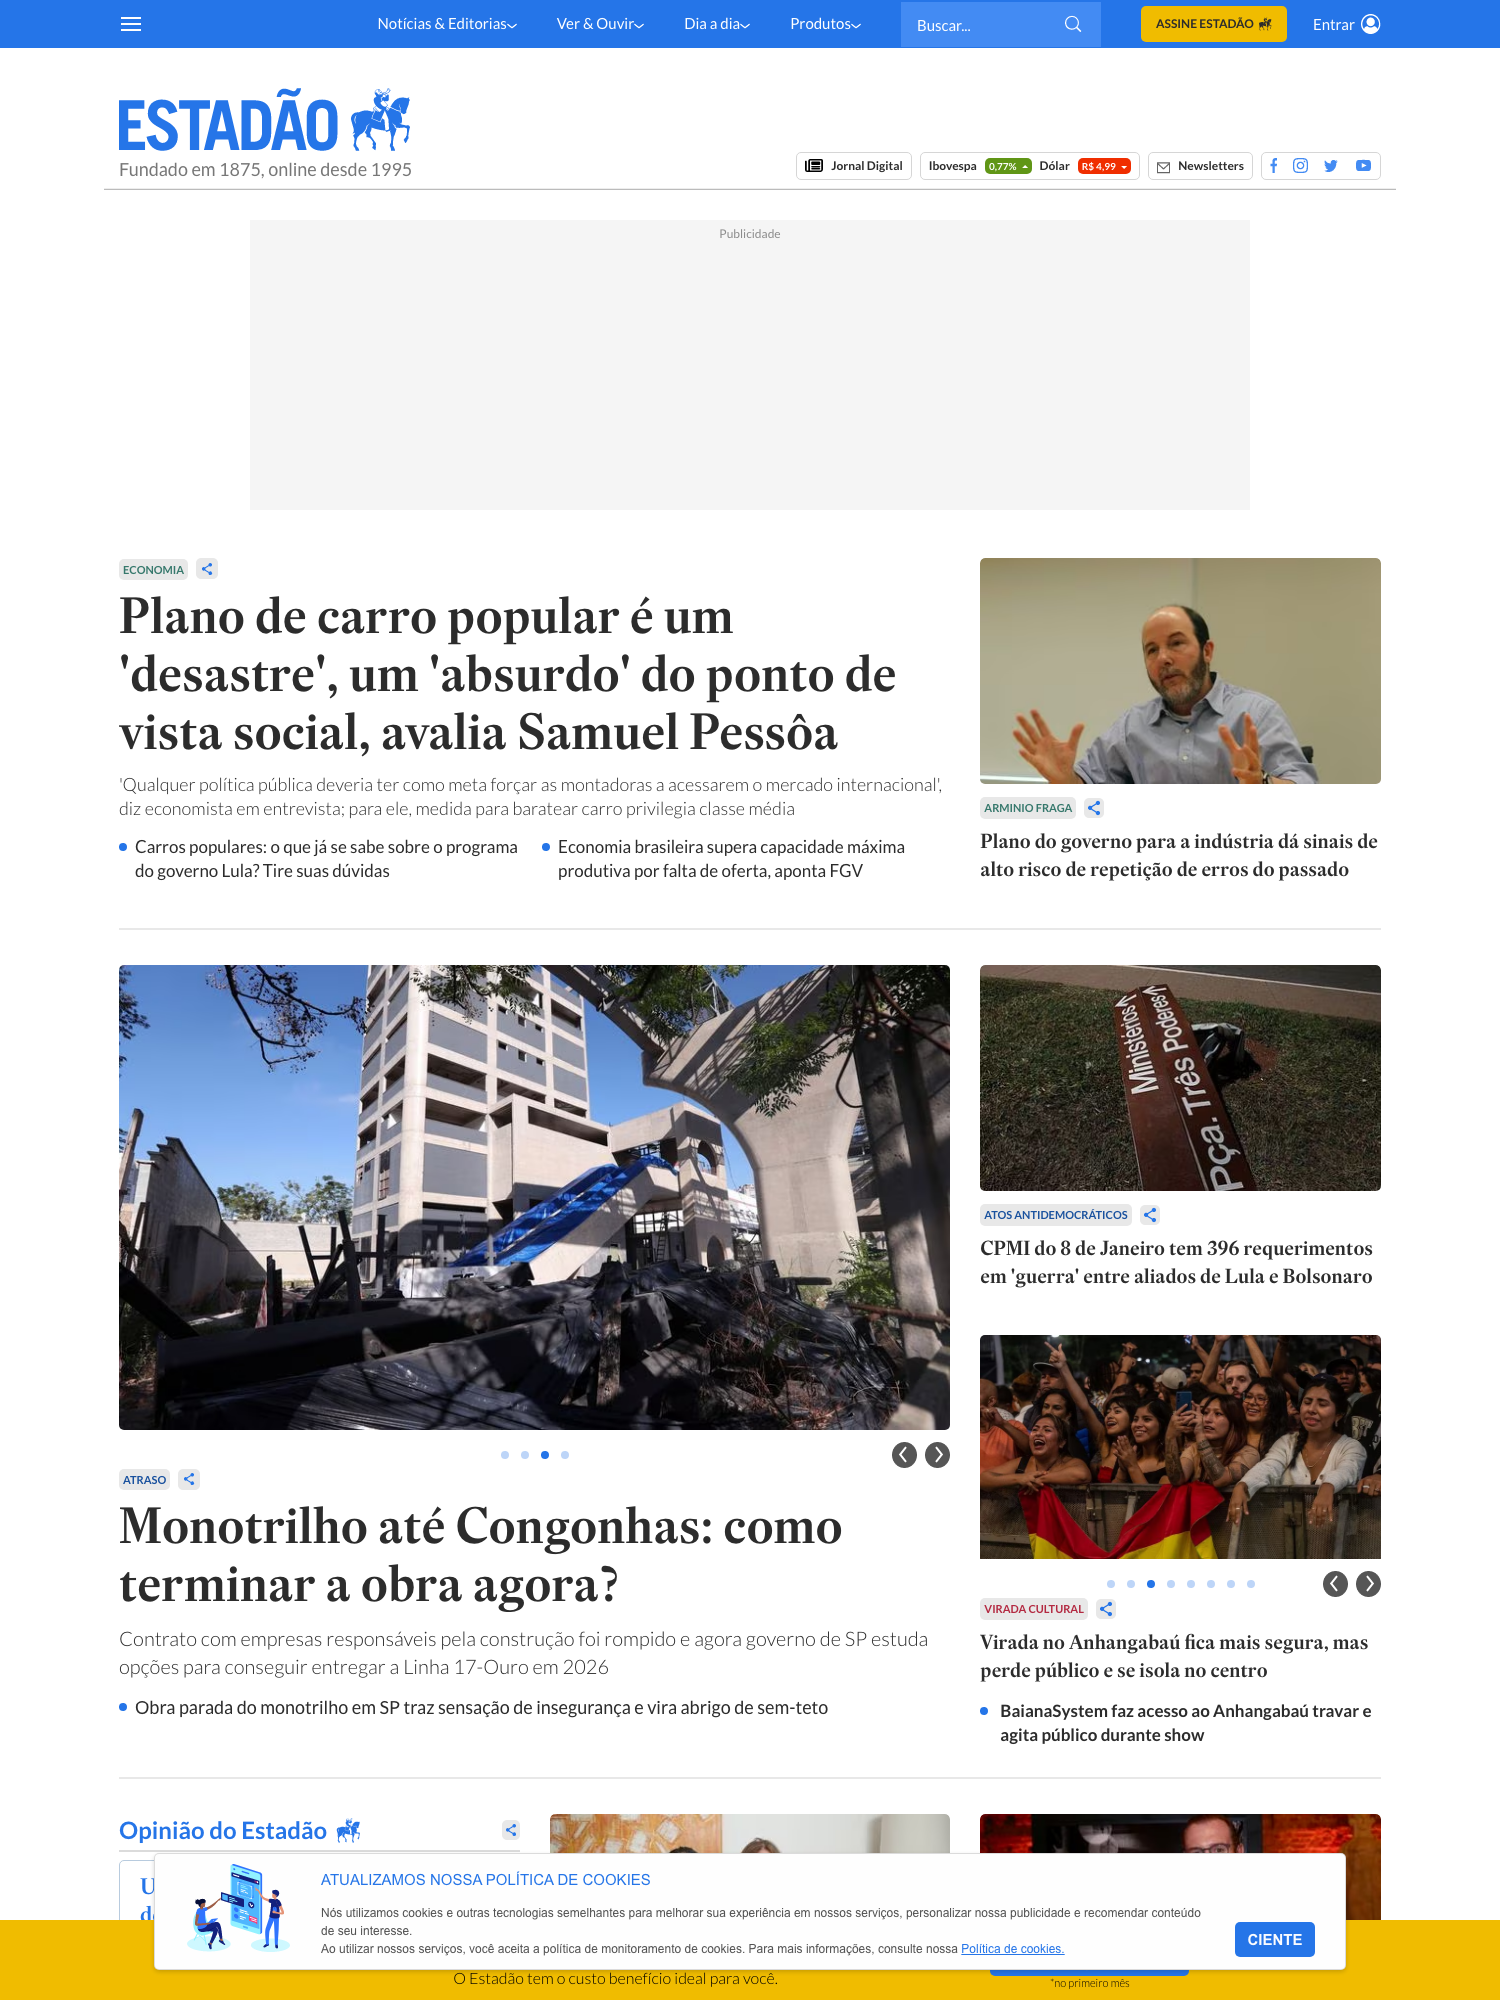 Notícias & Editorias
Ver & Ouvir
Dia a dia
Produtos
Buscar...
ASSINE ESTADÃO
Entrar
ESTADÃO
Fundado em 1875, online desde 1995
Jornal Digital
Ibovespa 0,77% Dólar R$ 4,99
Newsletters
Publicidade
ECONOMIA
Plano de carro popular é um
'desastre', um 'absurdo' do ponto de
vista social, avalia Samuel Pessôa
'Qualquer política pública deveria ter como meta forçar as montadoras a acessarem o mercado internacional',
diz economista em entrevista; para ele, medida para baratear carro privilegia classe média
Carros populares: o que já se sabe sobre o programa
do governo Lula? Tire suas dúvidas
Economia brasileira supera capacidade máxima
produtiva por falta de oferta, aponta FGV
ARMINIO FRAGA
Plano do governo para a indústria dá sinais de
alto risco de repetição de erros do passado
Ministérios
Pça. Três Poderes
ATOS ANTIDEMOCRÁTICOS
CPMI do 8 de Janeiro tem 396 requerimentos
em 'guerra' entre aliados de Lula e Bolsonaro
ATRASO
Monotrilho até Congonhas: como
terminar a obra agora?
Contrato com empresas responsáveis pela construção foi rompido e agora governo de SP estuda
opções para conseguir entregar a Linha 17-Ouro em 2026
Obra parada do monotrilho em SP traz sensação de insegurança e vira abrigo de sem-teto
VIRADA CULTURAL
Virada no Anhangabaú fica mais segura, mas
perde público e se isola no centro
BaianaSystem faz acesso ao Anhangabaú travar e
agita público durante show
Opinião do Estadão
ATUALIZAMOS NOSSA POLÍTICA DE COOKIES
Nós utilizamos cookies e outras tecnologias semelhantes para melhorar sua experiência em nossos serviços, personalizar nossa publicidade e recomendar conteúdo
de seu interesse.
Ao utilizar nossos serviços, você aceita a política de monitoramento de cookies. Para mais informações, consulte nossa Política de cookies.
CIENTE
O Estadão tem o custo benefício ideal para você.
*no primeiro mês